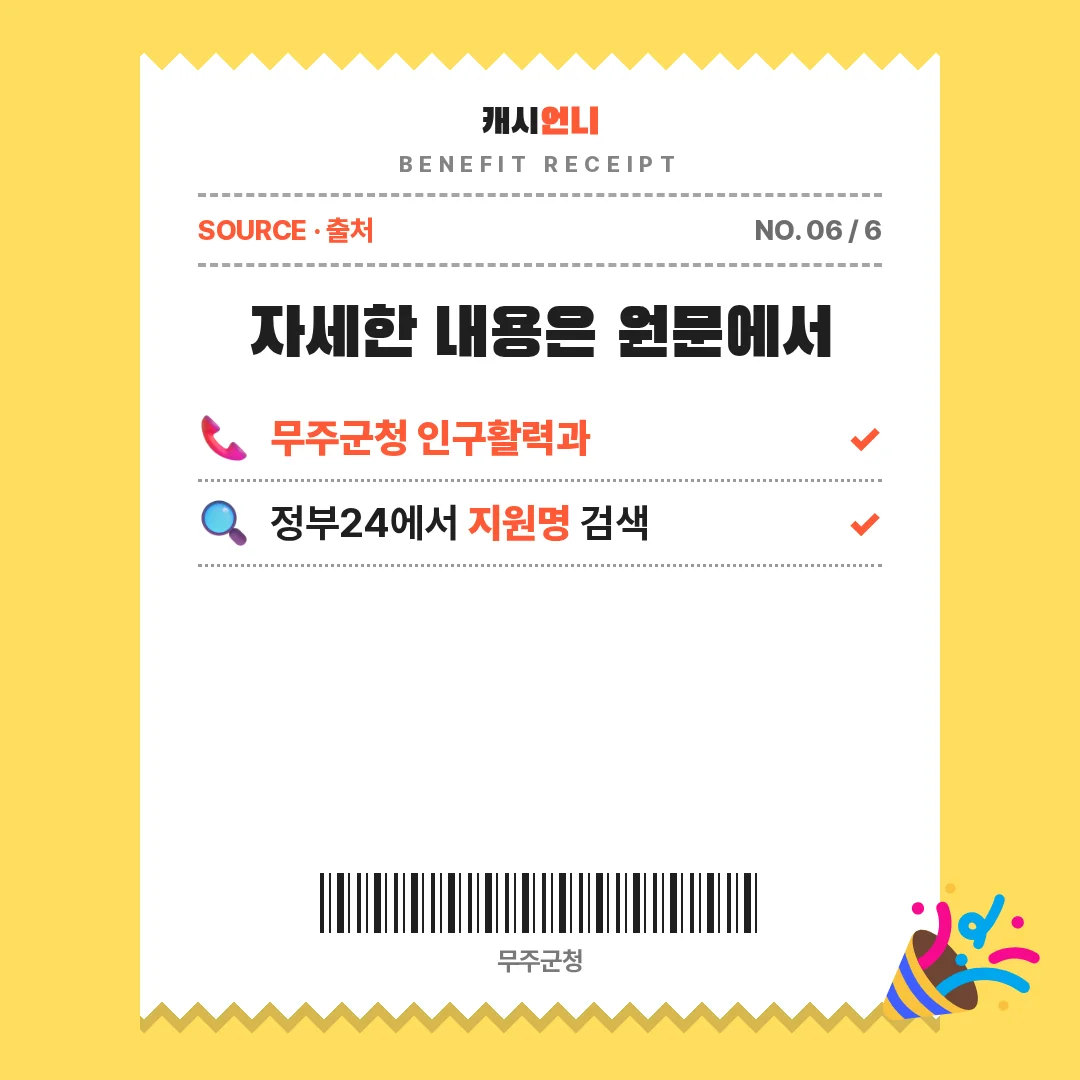 캐시언니
BENEFIT RECEIPT
SOURCE · 출처
NO. 06 / 6
자세한 내용은 원문에서
무주군청 인구활력과
정부24에서 지원명 검색
무주군청